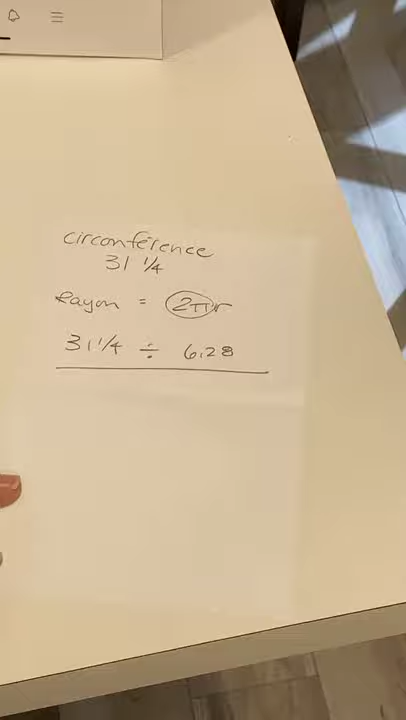 circonférence
31 1/4
Rayon = 2πr
31 1/4 ÷ 6.28